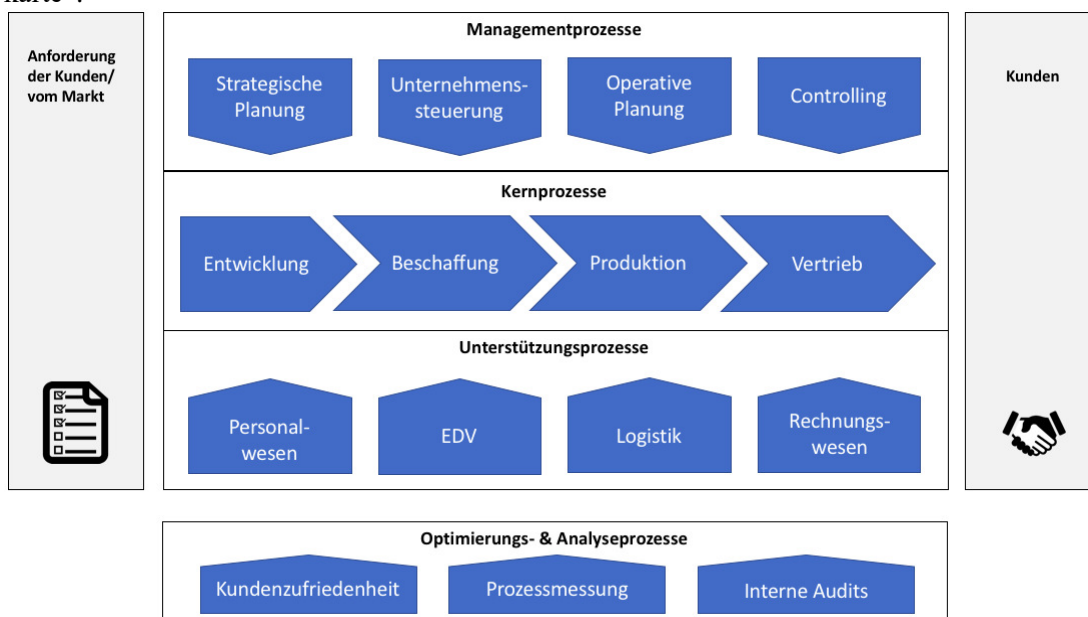 Managementprozesse
Anforderung
der Kunden/
vom Markt
Strategische
Planung
Unternehmens-
steuerung
Operative
Planung
Controlling
Kunden
Kernprozesse
Entwicklung
Beschaffung
Produktion
Vertrieb
Unterstützungsprozesse
Personal-
wesen
EDV
Logistik
Rechnungs-
wesen
Optimierungs- & Analyseprozesse
Kundenzufriedenheit
Prozessmessung
Interne Audits